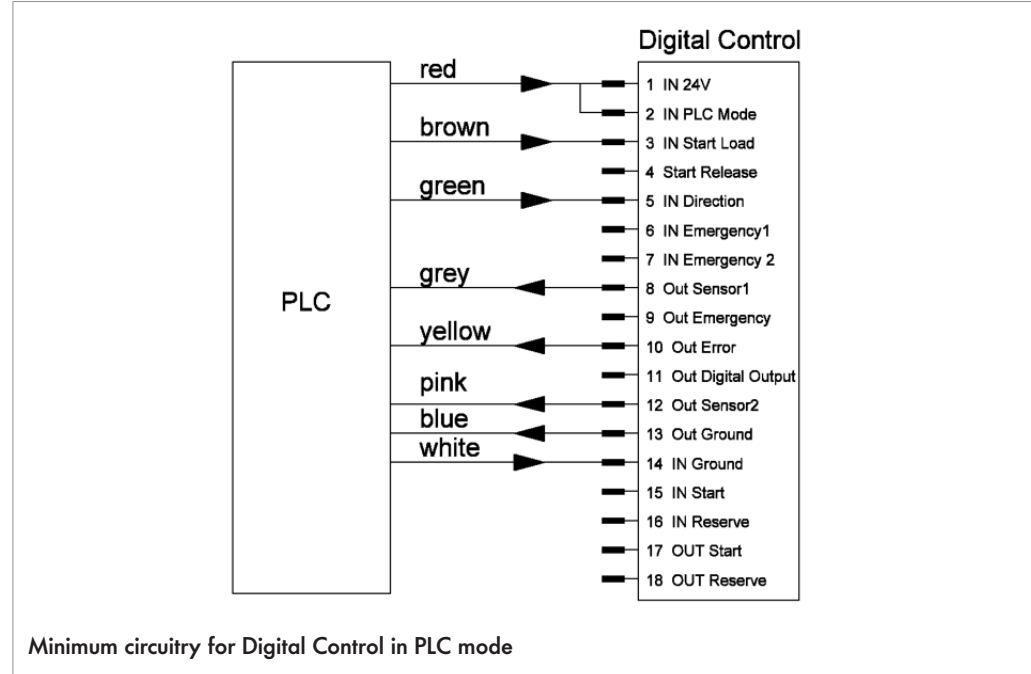 Digital Control
red
1 IN 24V
2 IN PLC Mode
brown
3 IN Start Load
4 Start Release
green
5 IN Direction
6 IN Emergency1
7 IN Emergency 2
grey
8 Out Sensor1
PLC
9 Out Emergency
yellow
10 Out Error
11 Out Digital Output
pink
12 Out Sensor2
blue
13 Out Ground
white
14 IN Ground
15 IN Start
16 IN Reserve
17 OUT Start
18 OUT Reserve
Minimum circuitry for Digital Control in PLC mode